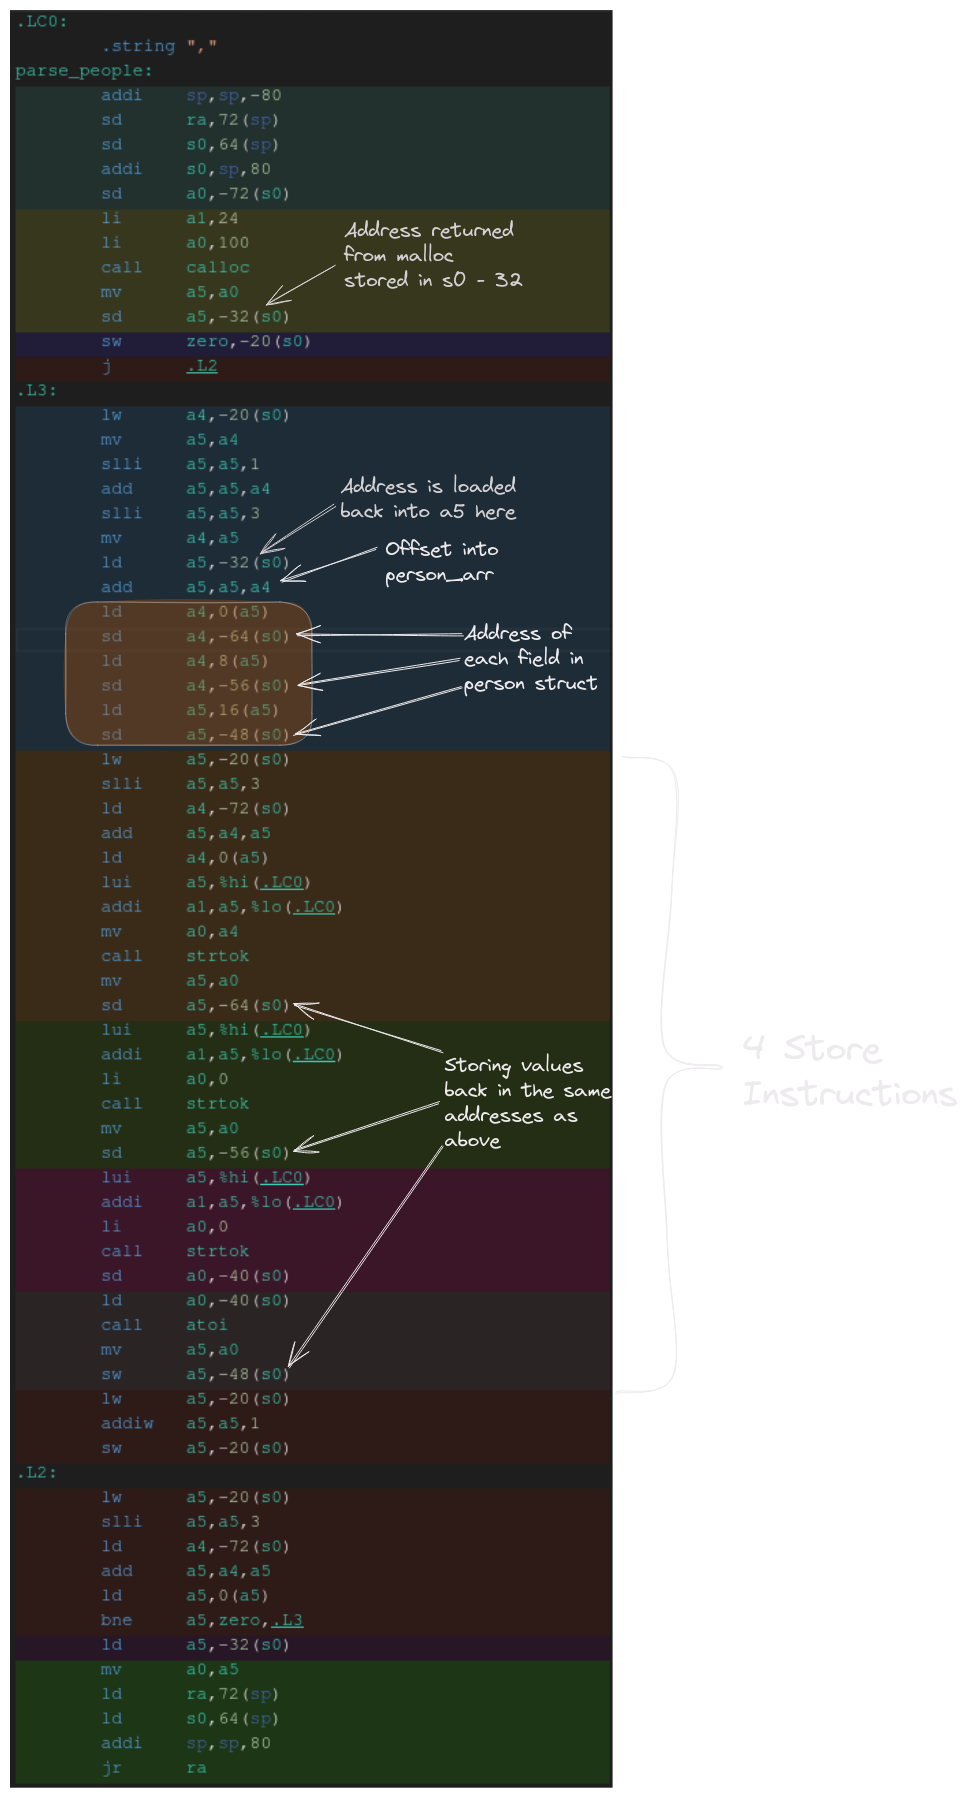 .LC0:
.string ","
parse_people:
addi sp,sp,-80
sd ra,72(sp)
sd s0,64(sp)
addi s0,sp,80
sd a0,-72(s0)
li a1,24
li a0,100
call calloc
mv a5,a0
sd a5,-32(s0)
Address returned
from malloc
stored in s0 - 32
sw zero,-20(s0)
j .L2
.L3:
lw a4,-20(s0)
mv a5,a4
slli a5,a5,1
add a5,a5,a4
slli a5,a5,3
mv a4,a5
ld a5,-32(s0)
add a5,a5,a4
Address is loaded
back into a5 here
Offset into
person_arr
ld a4,0(a5)
sd a4,-64(s0)
ld a4,8(a5)
sd a4,-56(s0)
ld a5,16(a5)
sd a5,-48(s0)
Address of
each field in
person struct
lw a5,-20(s0)
slli a5,a5,3
ld a4,-72(s0)
add a5,a4,a5
ld a4,0(a5)
lui a5,%hi(.LC0)
addi a1,a5,%lo(.LC0)
mv a0,a4
call strtok
mv a5,a0
sd a5,-64(s0)
lui a5,%hi(.LC0)
addi a1,a5,%lo(.LC0)
li a0,0
call strtok
mv a5,a0
sd a5,-56(s0)
Storing values
back in the same
addresses as
above
4 Store
Instructions
lui a5,%hi(.LC0)
addi a1,a5,%lo(.LC0)
li a0,0
call strtok
sd a0,-40(s0)
ld a0,-40(s0)
call atoi
mv a5,a0
sw a5,-48(s0)
lw a5,-20(s0)
addiw a5,a5,1
sw a5,-20(s0)
.L2:
lw a5,-20(s0)
slli a5,a5,3
ld a4,-72(s0)
add a5,a4,a5
ld a5,0(a5)
bne a5,zero,.L3
ld a5,-32(s0)
mv a0,a5
ld ra,72(sp)
ld s0,64(sp)
addi sp,sp,80
jr ra